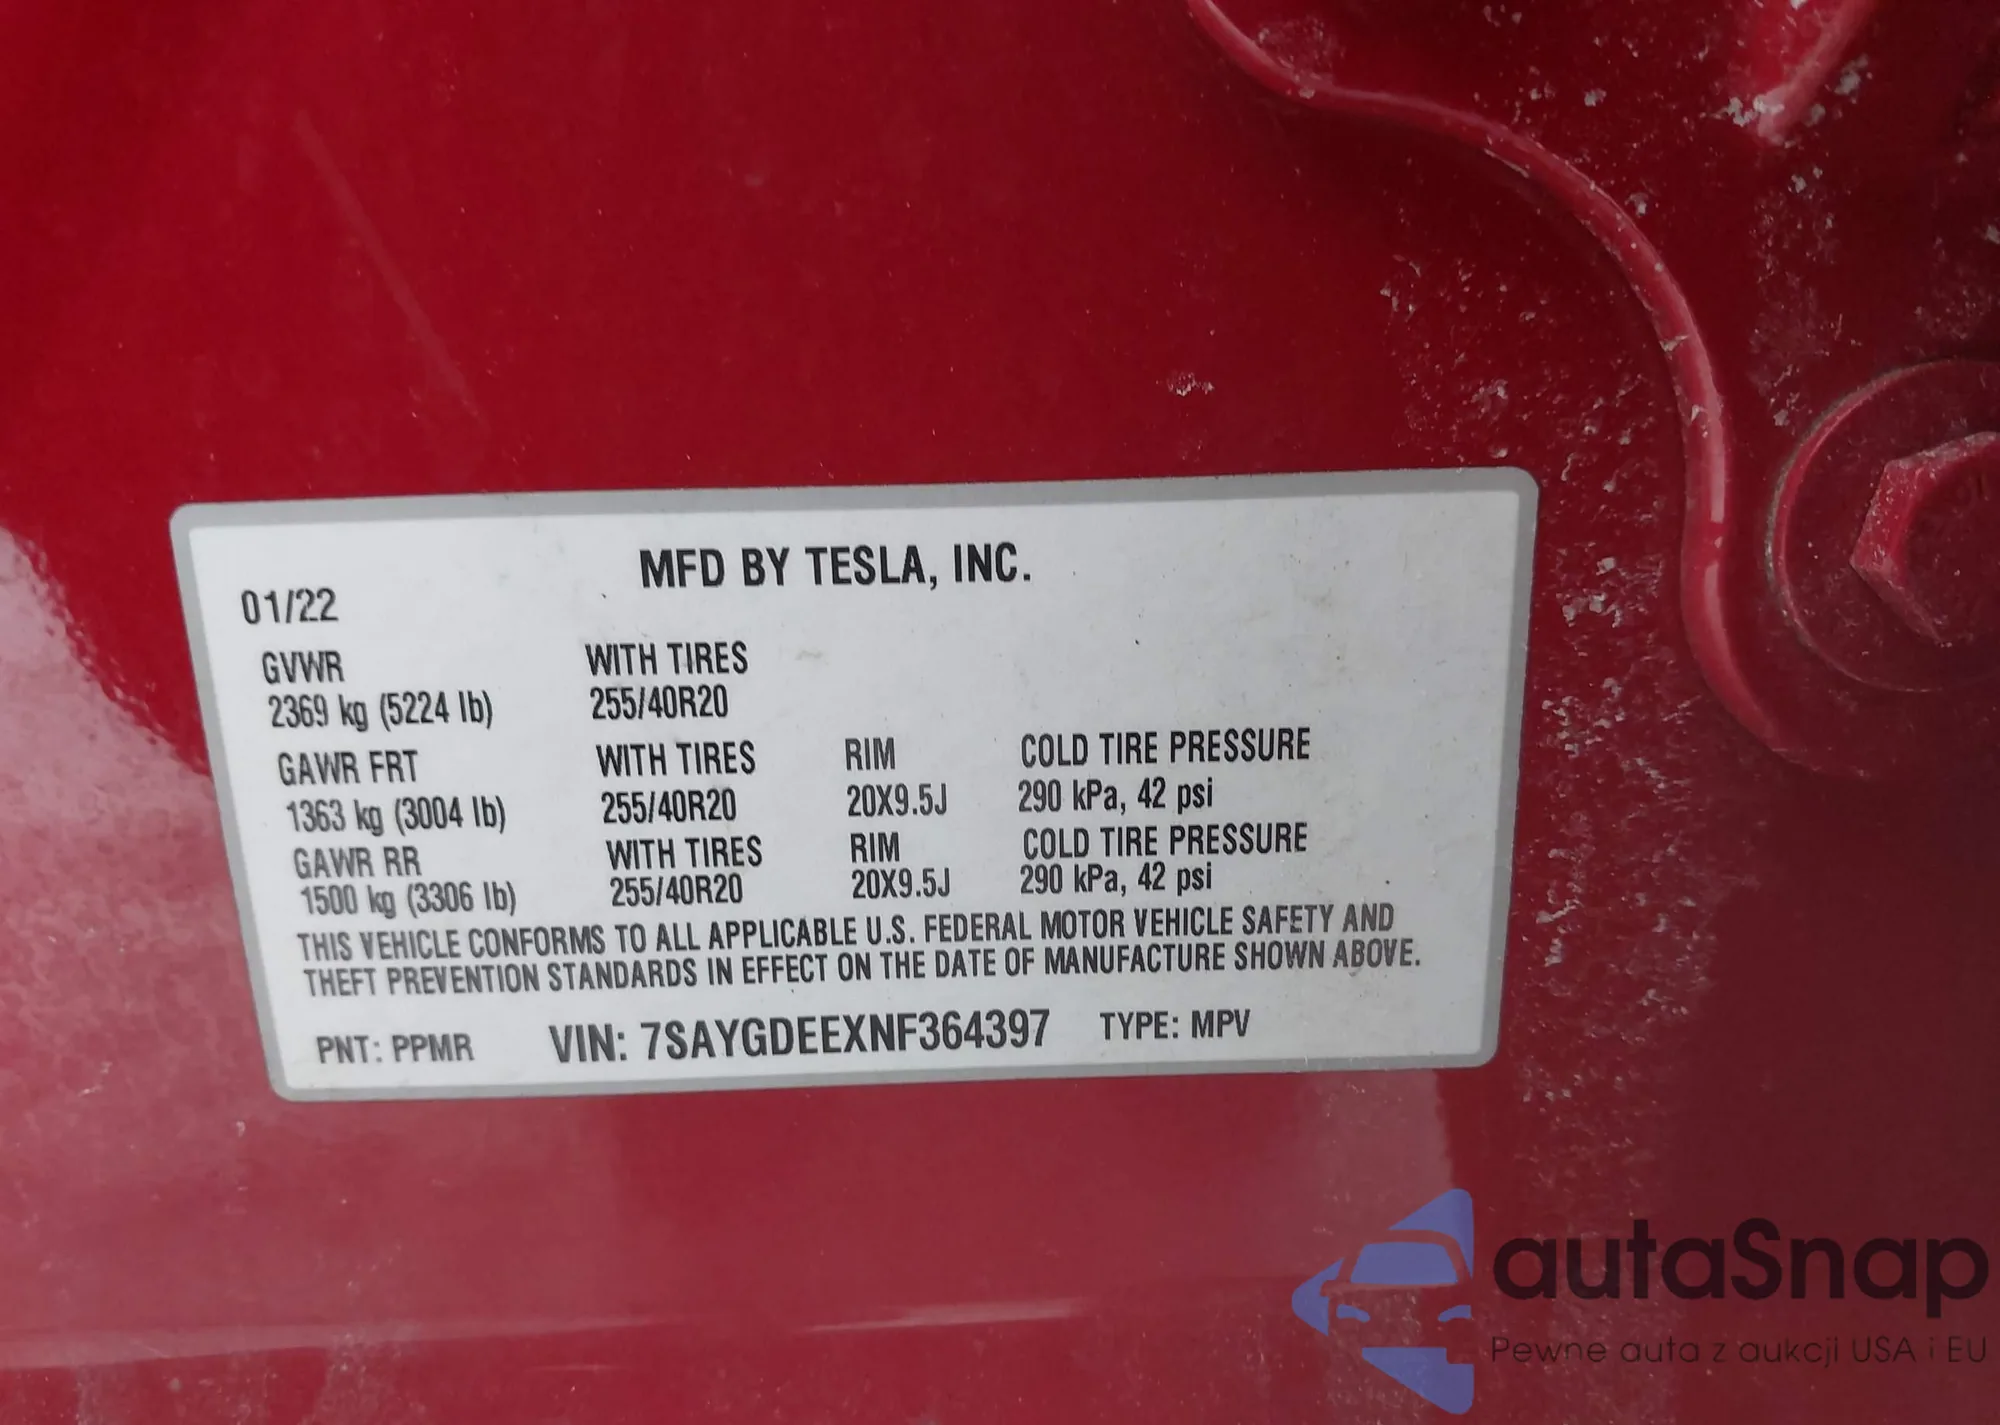 MFD BY TESLA, INC.
01/22
GVWR WITH TIRES
2369 kg (5224 lb) 255/40R20
GAWR FRT WITH TIRES RIM COLD TIRE PRESSURE
1363 kg (3004 lb) 255/40R20 20X9.5J 290 kPa, 42 psi
GAWR RR WITH TIRES RIM COLD TIRE PRESSURE
1500 kg (3306 lb) 255/40R20 20X9.5J 290 kPa, 42 psi
THIS VEHICLE CONFORMS TO ALL APPLICABLE U.S. FEDERAL MOTOR VEHICLE SAFETY AND
THEFT PREVENTION STANDARDS IN EFFECT ON THE DATE OF MANUFACTURE SHOWN ABOVE.
PNT: PPMR VIN: 7SAYGDEEXNF364397 TYPE: MPV
autaSnap
Pewne auta z aukcji USA i EU